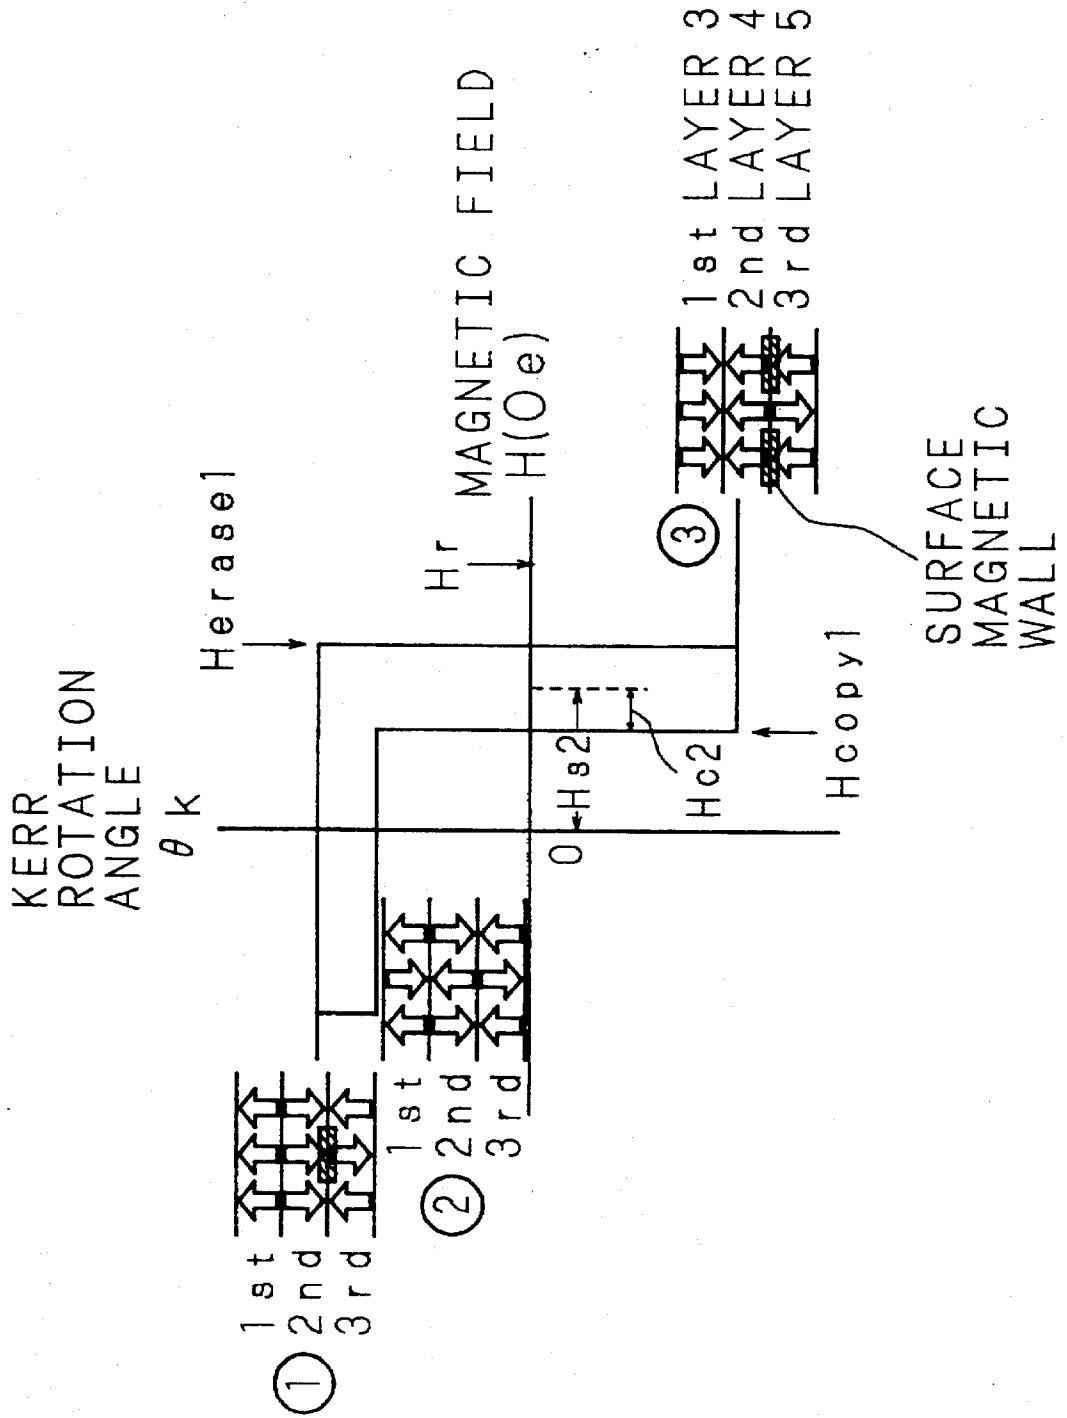 KERR
ROTATION
ANGLE
θk
Herase1
Hr
MAGNETIC FIELD
H(Oe)
①
1st
2nd
3rd
②
1st
2nd
3rd
0
Hs2
Hc2
Hcopy1
③
1st LAYER 3
2nd LAYER 4
3rd LAYER 5
SURFACE
MAGNETIC
WALL